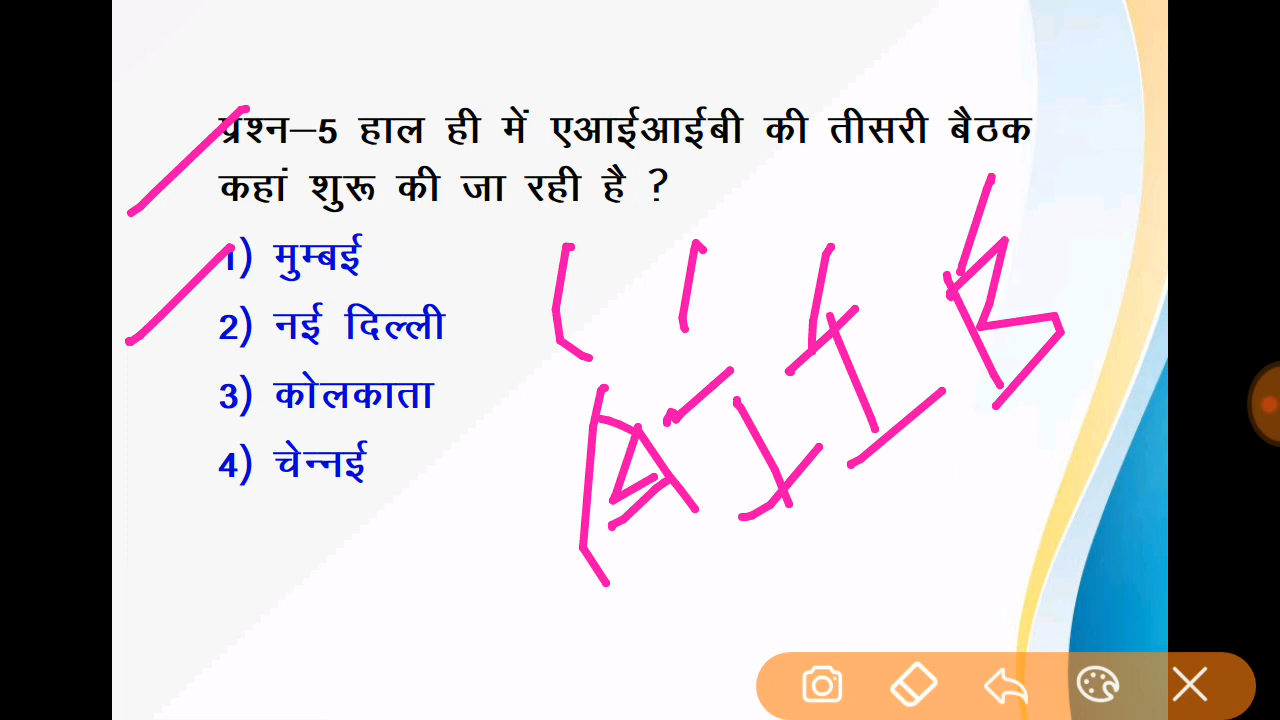 प्रश्न–5 हाल ही में एआईआईबी की तीसरी बैठक
कहां शुरू की जा रही है ?
1) मुम्बई
2) नई दिल्ली
3) कोलकाता
4) चेन्नई
AIIB